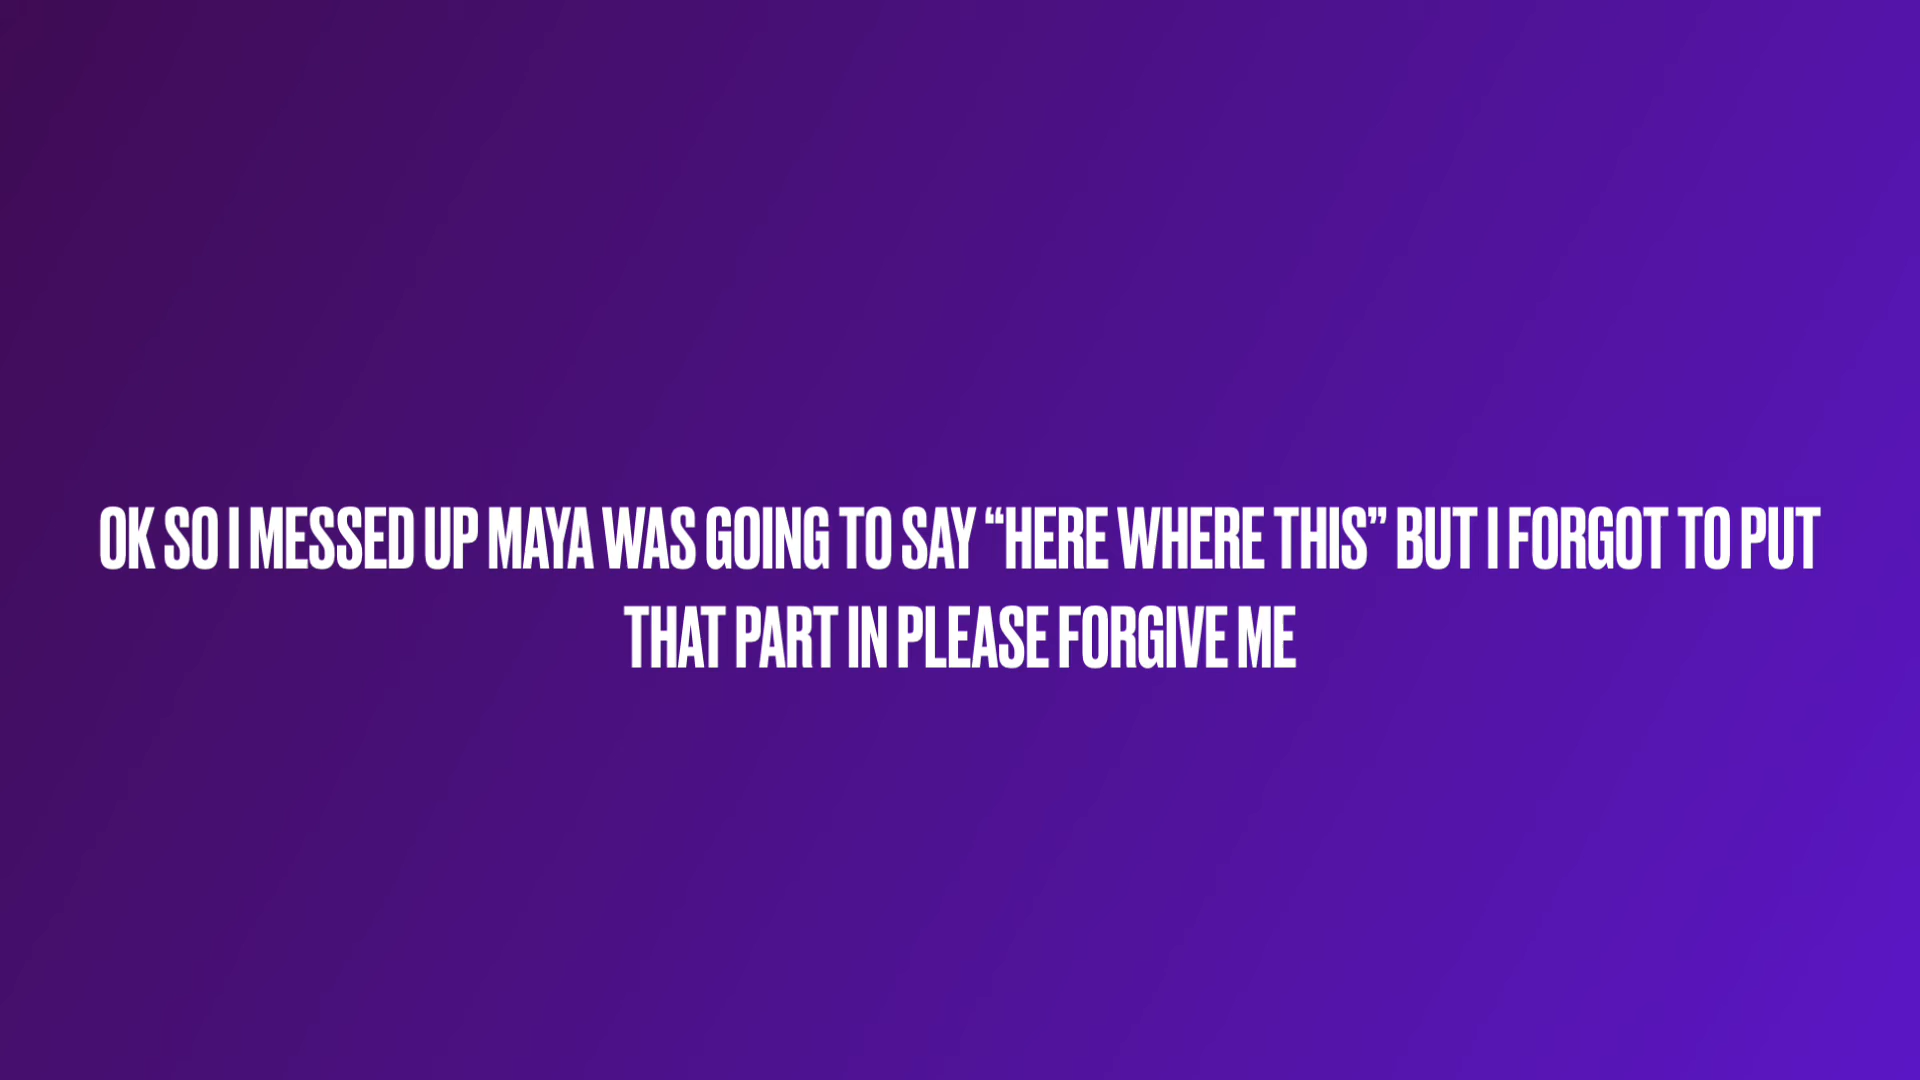 OK SO I MESSED UP MAYA WAS GOING TO SAY “HERE WHERE THIS” BUT I FORGOT TO PUT
THAT PART IN PLEASE FORGIVE ME